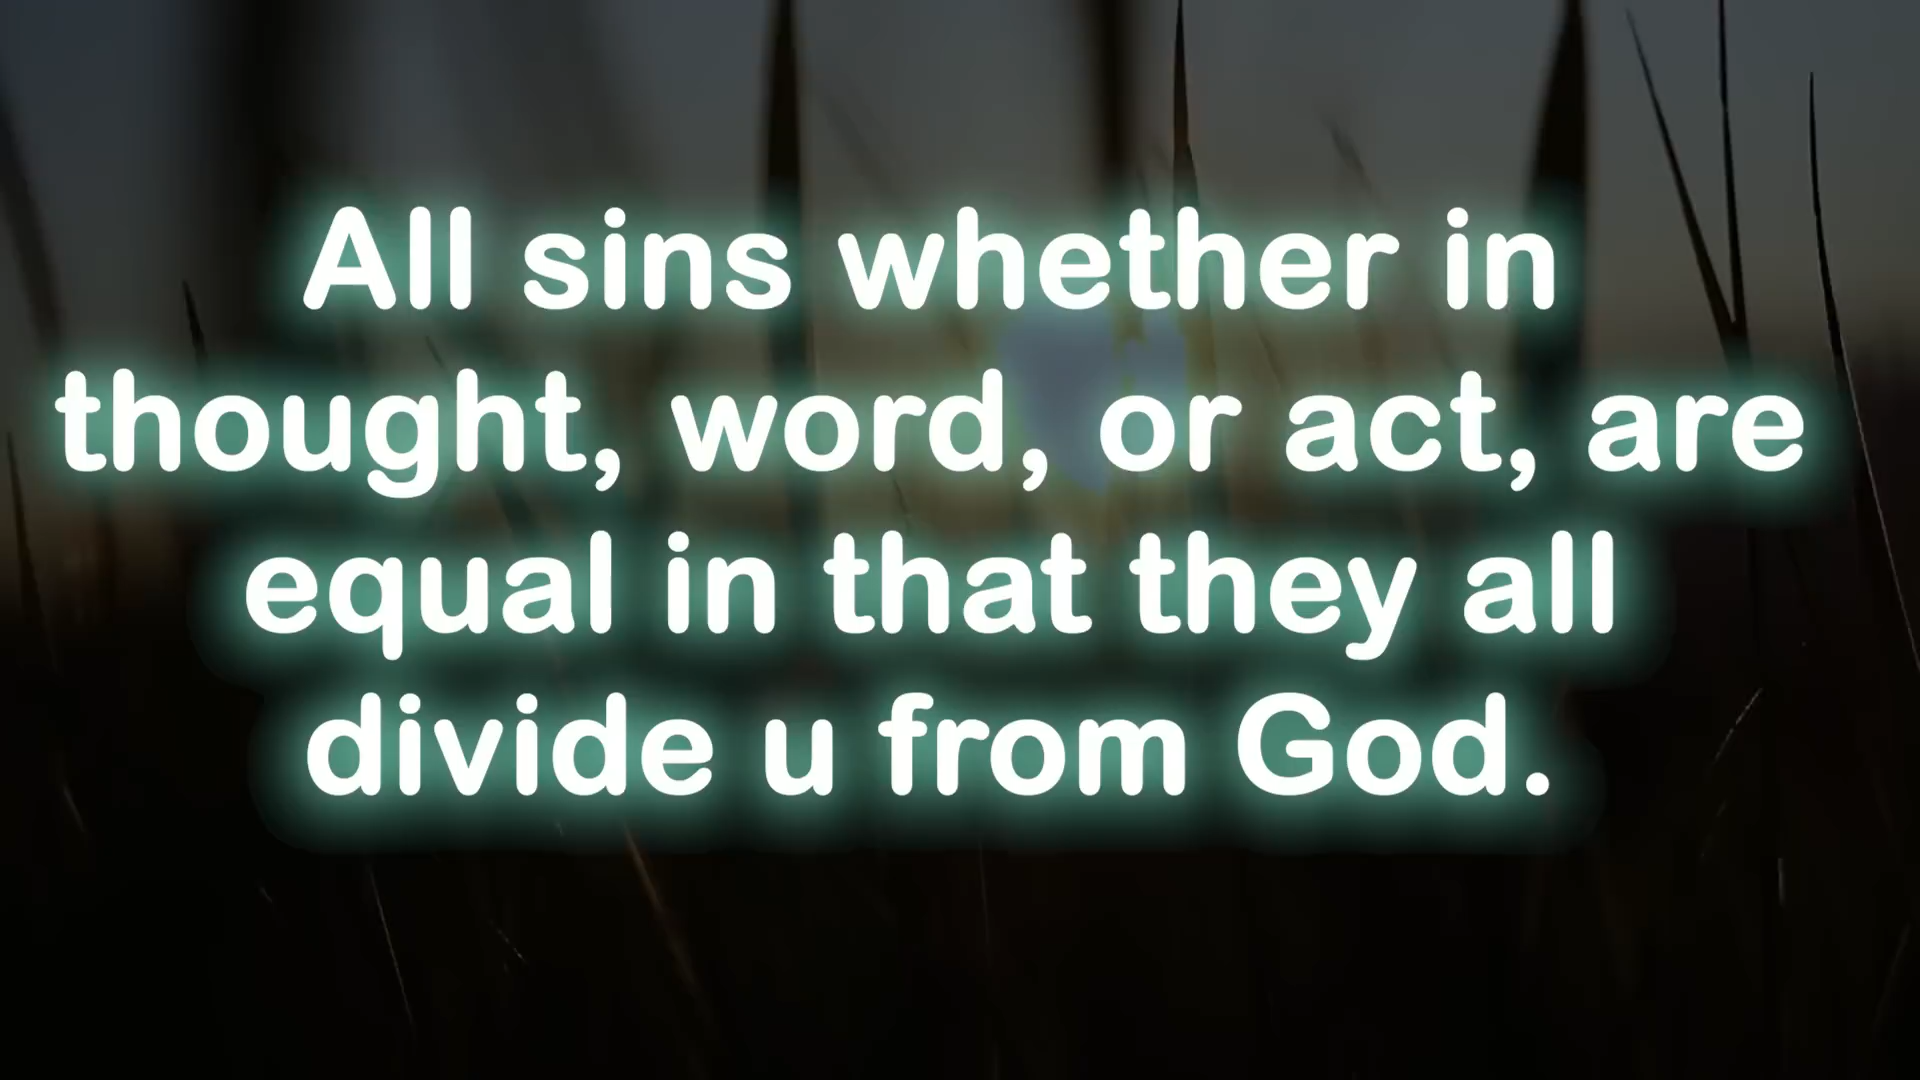 All sins whether in
thought, word, or act, are
equal in that they all
divide u from God.